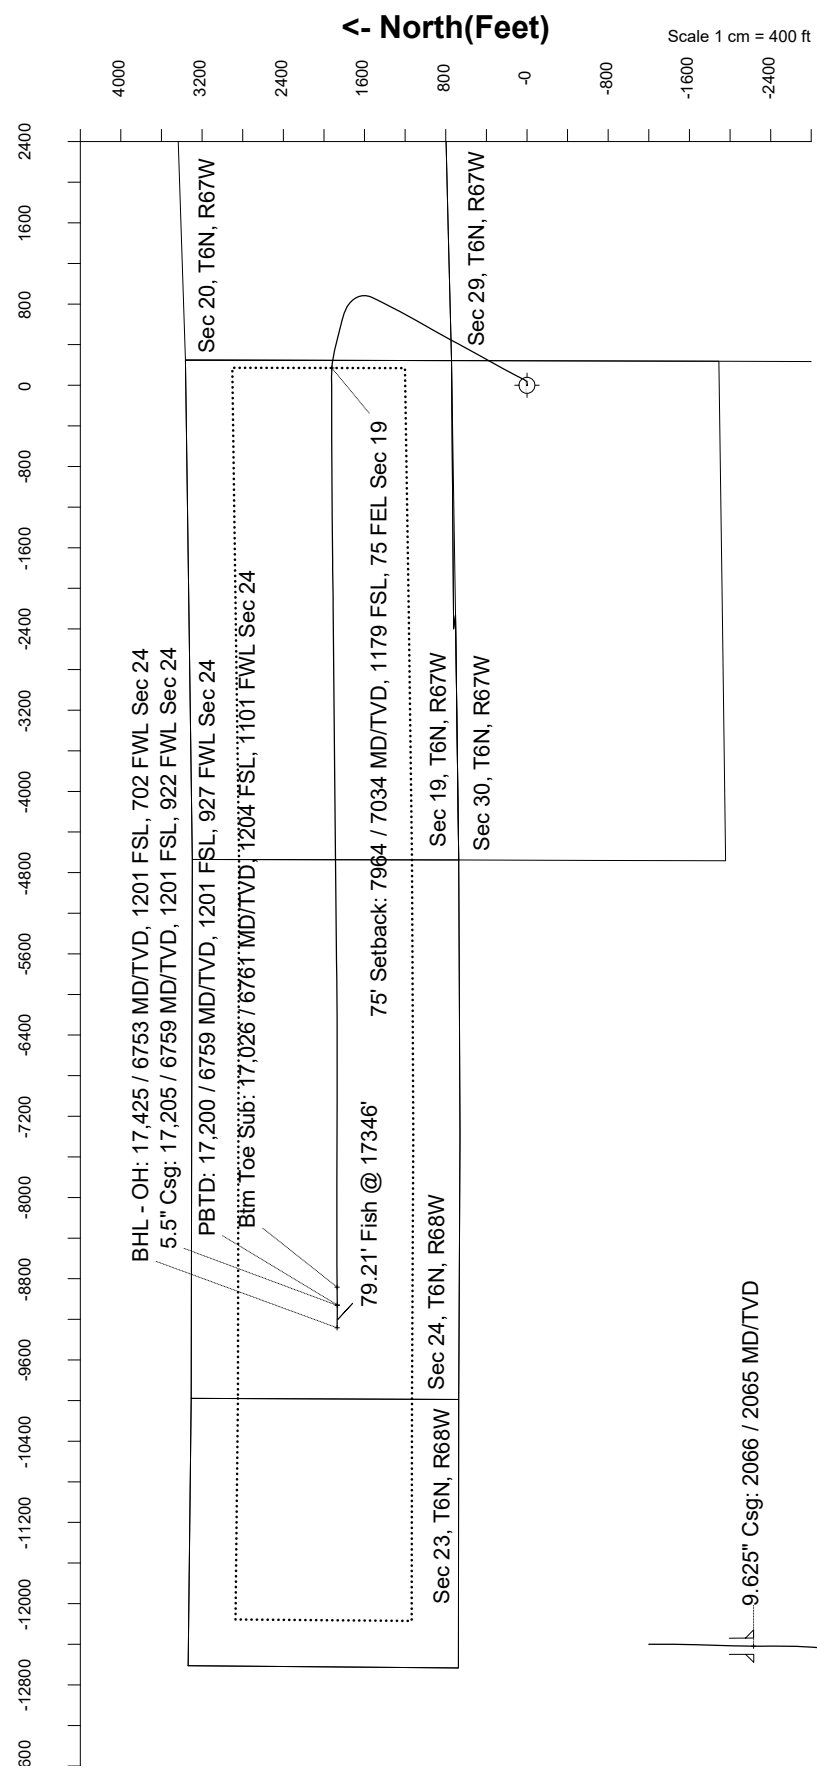 <- North(Feet)
Scale 1 cm = 400 ft
4000
3200
2400
1600
800
-0
-800
-1600
-2400
2400
1600
800
0
-800
-1600
-2400
-3200
-4000
-4800
-5600
-6400
-7200
-8000
-8800
-9600
-10400
-11200
-12000
-12800
600
Sec 20, T6N, R67W
Sec 29, T6N, R67W
75' Setback: 7964 / 7034 MD/TVD, 1179 FSL, 75 FEL Sec 19
BHL - OH: 17,425 / 6753 MD/TVD, 1201 FSL, 702 FWL Sec 24
5.5" Csg: 17,205 / 6759 MD/TVD, 1201 FSL, 922 FWL Sec 24
PBTD: 17,200 / 6759 MD/TVD, 1201 FSL, 927 FWL Sec 24
Btm Toe Sub: 17,026 / 6761 MD/TVD, 1204 FSL, 1101 FWL Sec 24
Sec 19, T6N, R67W
Sec 30, T6N, R67W
79.21' Fish @ 17346'
Sec 24, T6N, R68W
Sec 23, T6N, R68W
9.625" Csg: 2066 / 2065 MD/TVD